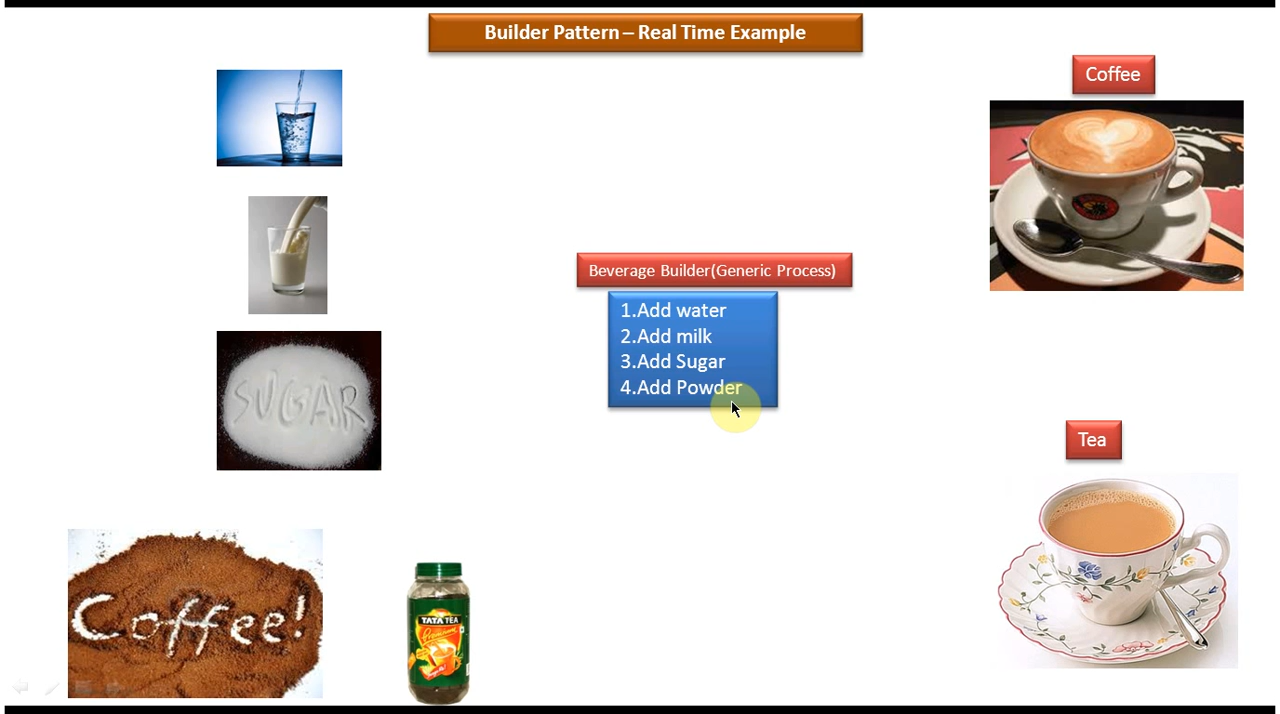 Builder Pattern – Real Time Example
Coffee
Beverage Builder(Generic Process)
1.Add water
2.Add milk
3.Add Sugar
4.Add Powder
SUGAR
Tea
Coffee!
TATA TEA
Premium